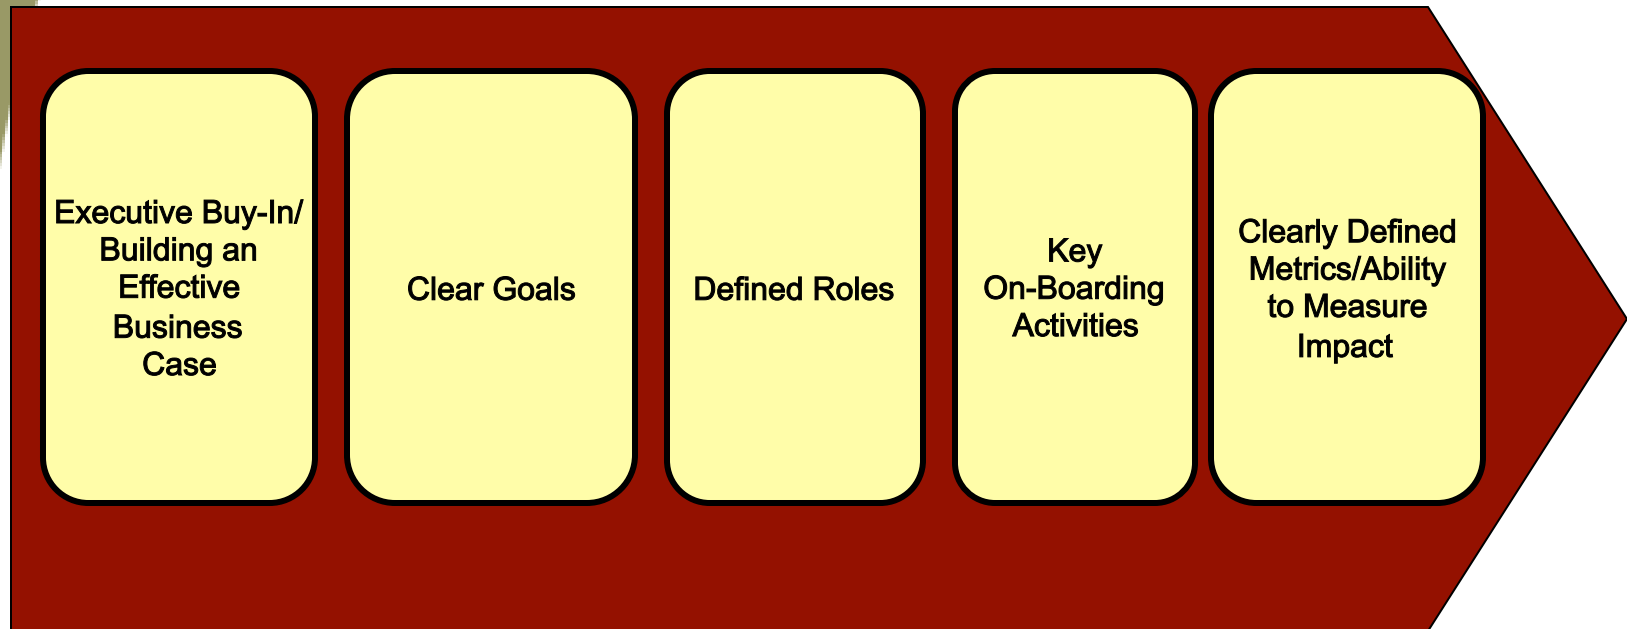 Executive Buy-In/
Building an
Effective
Business
Case
Clear Goals
Defined Roles
Key
On-Boarding
Activities
Clearly Defined
Metrics/Ability
to Measure
Impact